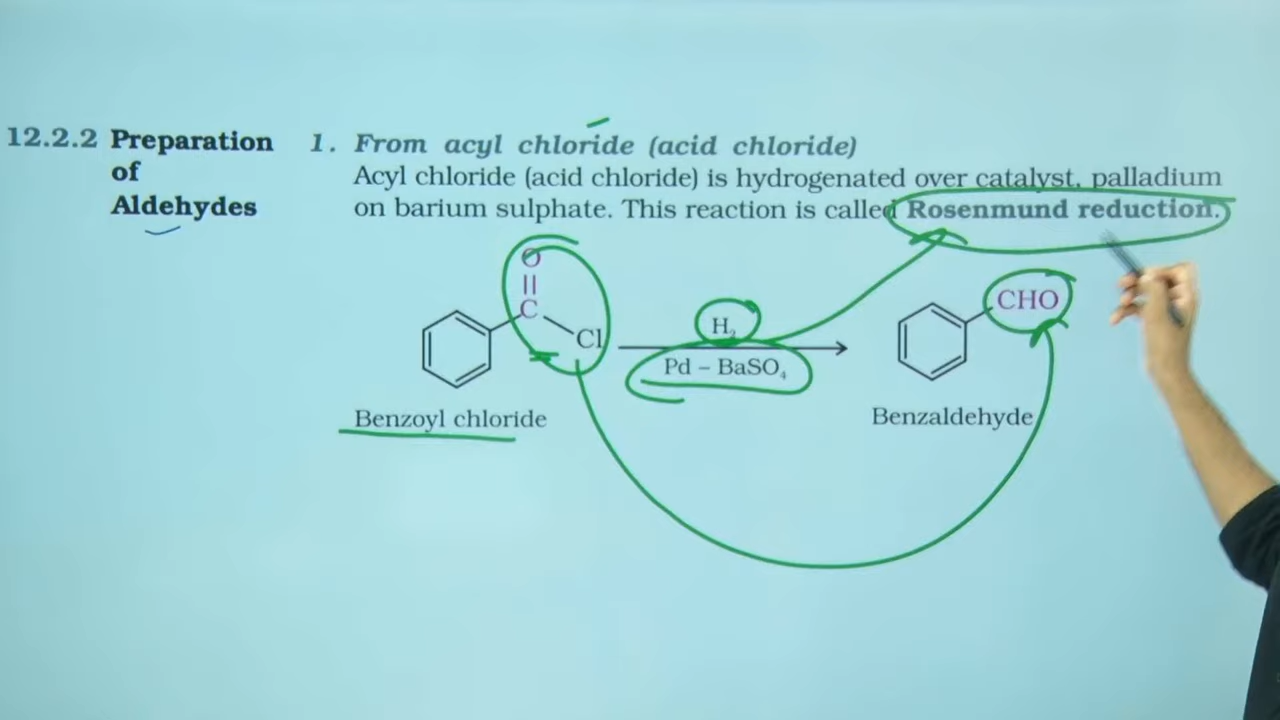 12.2.2 Preparation
of
Aldehydes
1. From acyl chloride (acid chloride)
Acyl chloride (acid chloride) is hydrogenated over catalyst, palladium
on barium sulphate. This reaction is called Rosenmund reduction.
O
C
Cl
H₂
Pd – BaSO₄
CHO
Benzoyl chloride
Benzaldehyde